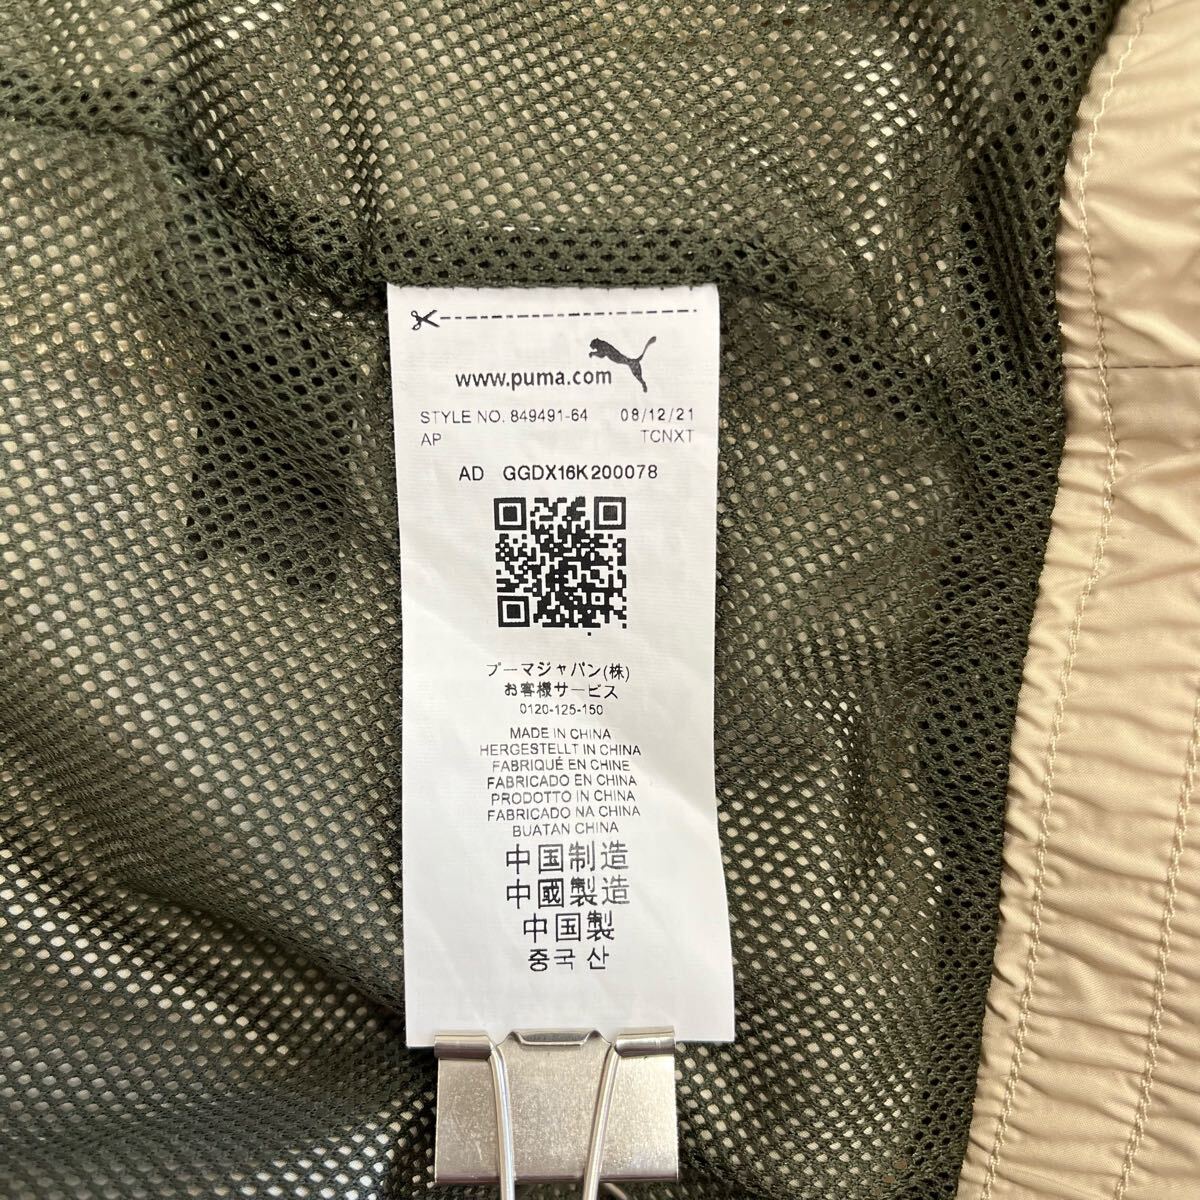 www.puma.com
STYLE NO. 849491-64 08/12/21
AP TCNXT
AD GGDX16K200078
プーマジャパン(株)
お客様サービス
0120-125-150
MADE IN CHINA
HERGESTELLT IN CHINA
FABRIQUÉ EN CHINE
FABRICADO EN CHINA
PRODOTTO IN CHINA
FABRICADO NA CHINA
BUATAN CHINA
中国制造
中國製造
中国製
중국 산